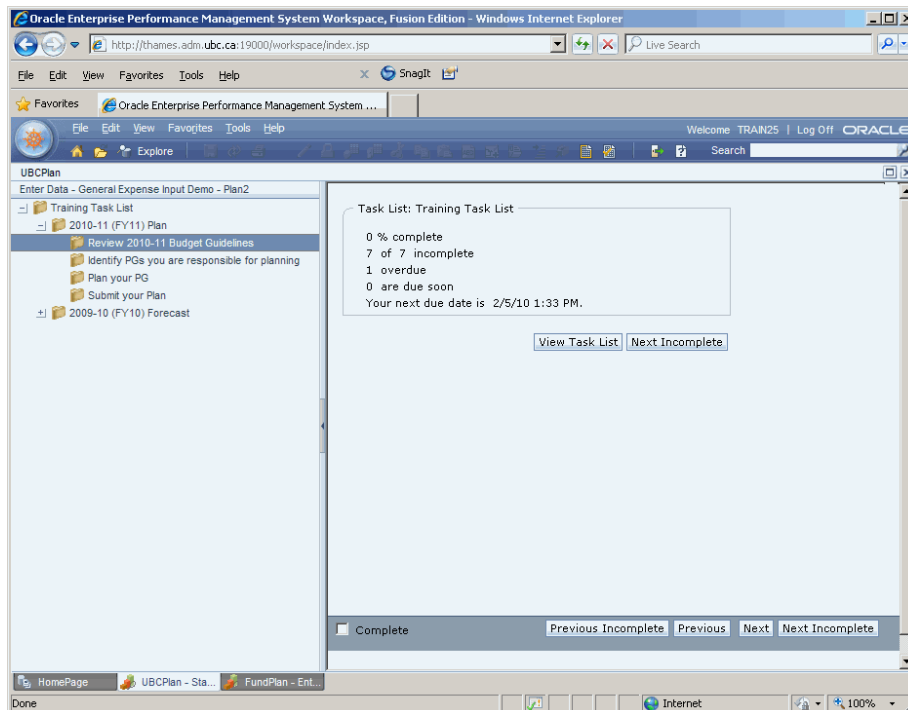 Oracle Enterprise Performance Management System Workspace, Fusion Edition - Windows Internet Explorer
http://thames.adm.ubc.ca:19000/workspace/index.jsp
Live Search
File Edit View Favorites Tools Help
SnagIt
Favorites
Oracle Enterprise Performance Management System ...
File Edit View Favorites Tools Help
Welcome TRAIN25 | Log Off ORACLE
Explore
Search
UBCPlan
Enter Data - General Expense Input Demo - Plan2
Training Task List
2010-11 (FY11) Plan
Review 2010-11 Budget Guidelines
Identify PGs you are responsible for planning
Plan your PG
Submit your Plan
2009-10 (FY10) Forecast
Task List: Training Task List
0 % complete
7 of 7 incomplete
1 overdue
0 are due soon
Your next due date is 2/5/10 1:33 PM.
View Task List Next Incomplete
Complete Previous Incomplete Previous Next Next Incomplete
HomePage UBCPlan - Sta... FundPlan - Ent...
Done Internet 100%